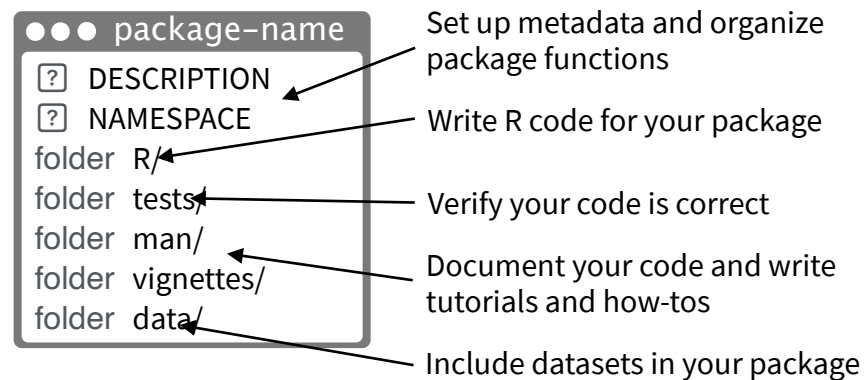 package-name
? DESCRIPTION
? NAMESPACE
folder R/
folder tests/
folder man/
folder vignettes/
folder data/
Set up metadata and organize
package functions
Write R code for your package
Verify your code is correct
Document your code and write
tutorials and how-tos
Include datasets in your package